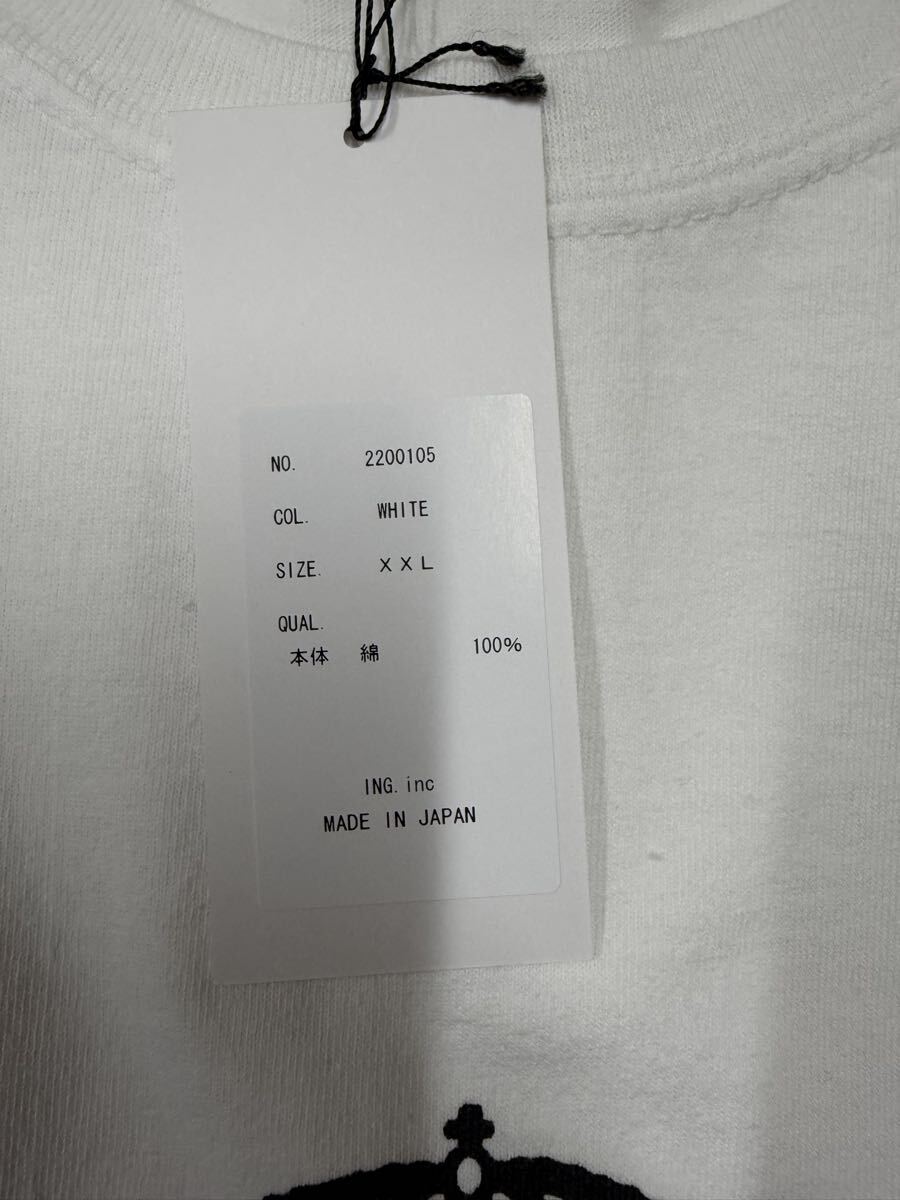 NO. 2200105
COL. WHITE
SIZE. ＸＸＬ
QUAL.
本体 綿 100%
ING. inc
MADE IN JAPAN